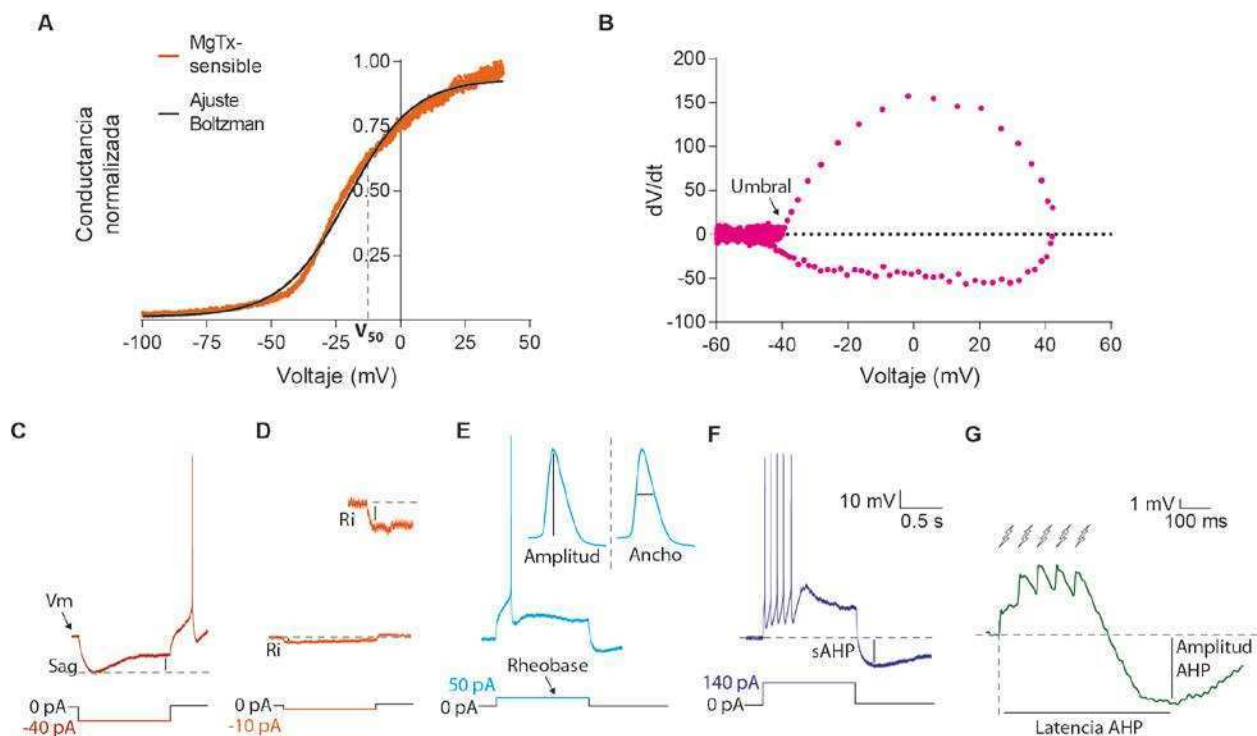 A
MgTx-
sensible
Ajuste
Boltzman
Conductancia
normalizada
1.00
0.75
0.50
0.25
-100
-75
-50
-25
0
25
50
V50
Voltaje (mV)
B
200
150
100
50
0
-50
-100
dV/dt
Umbral
-60
-40
-20
0
20
40
60
Voltaje (mV)
C
Vm
Sag
0 pA
-40 pA
D
Ri
Ri
0 pA
-10 pA
E
Amplitud
Ancho
Rheobase
50 pA
0 pA
F
10 mV
0.5 s
sAHP
140 pA
0 pA
G
1 mV
100 ms
Amplitud
AHP
Latencia AHP